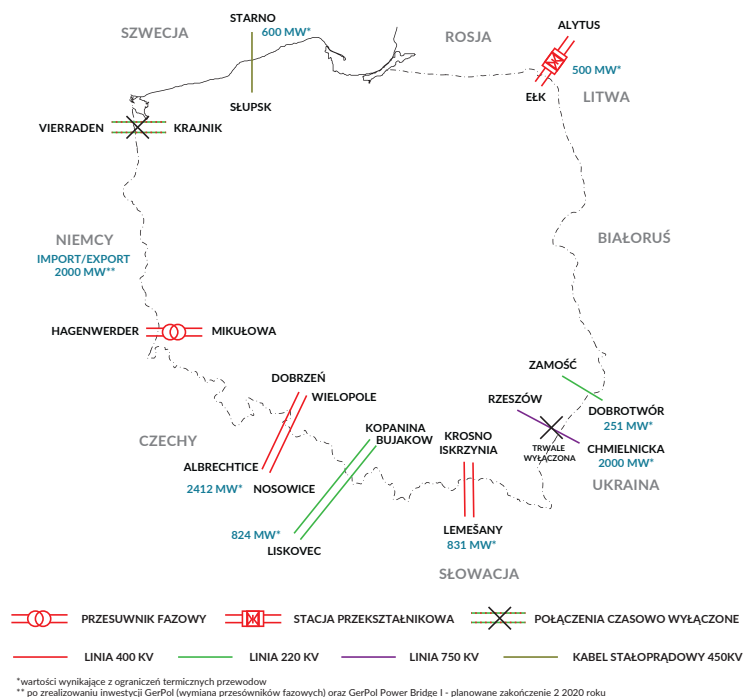 STARNO
SZWECJA
600 MW*
SŁUPSK
ROSJA
ALYTUS
500 MW*
EŁK
LITWA
VIERRADEN
KRAJNIK
NIEMCY
IMPORT/EXPORT
2000 MW**
BIAŁORUŚ
HAGENWERDER
MIKUŁOWA
ZAMOŚĆ
DOBROTWÓR
251 MW*
RZESZÓW
TRWALE
WYŁĄCZONA
CHMIELNICKA
2000 MW*
UKRAINA
DOBRZEŃ
WIELOPOLE
CZECHY
ALBRECHTICE
2412 MW*
NOSOWICE
KOPANINA
BUJAKOW
824 MW*
LISKOVEC
KROSNO
ISKRZYNIA
LEMEŠANY
831 MW*
SŁOWACJA
PRZESUWNIK FAZOWY
STACJA PRZEKSZTAŁNIKOWA
POŁĄCZENIA CZASOWO WYŁĄCZONE
LINIA 400 KV
LINIA 220 KV
LINIA 750 KV
KABEL STAŁOPRĄDOWY 450KV
*wartości wynikające z ograniczeń termicznych przewodow
** po zrealizowaniu inwestycji GerPol (wymiana przesówników fazowych) oraz GerPol Power Bridge I - planowane zakończenie 2 2020 roku